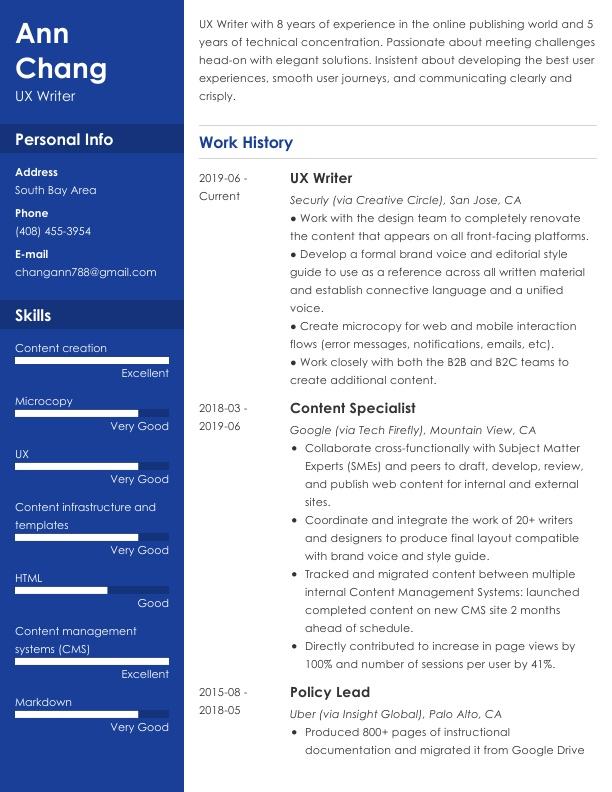 Ann
Chang
UX Writer
Personal Info
Address
South Bay Area
Phone
(408) 455-3954
E-mail
changann788@gmail.com
Skills
Content creation
Excellent
Microcopy
Very Good
UX
Very Good
Content infrastructure and
templates
Very Good
HTML
Good
Content management
systems (CMS)
Excellent
Markdown
Very Good
UX Writer with 8 years of experience in the online publishing world and 5
years of technical concentration. Passionate about meeting challenges
head-on with elegant solutions. Insistent about developing the best user
experiences, smooth user journeys, and communicating clearly and
crisply.
Work History
2019-06 -
Current
UX Writer
Securly (via Creative Circle), San Jose, CA
● Work with the design team to completely renovate
the content that appears on all front-facing platforms.
● Develop a formal brand voice and editorial style
guide to use as a reference across all written material
and establish connective language and a unified
voice.
● Create microcopy for web and mobile interaction
flows (error messages, notifications, emails, etc).
● Work closely with both the B2B and B2C teams to
create additional content.
2018-03 -
2019-06
Content Specialist
Google (via Tech Firefly), Mountain View, CA
● Collaborate cross-functionally with Subject Matter
Experts (SMEs) and peers to draft, develop, review,
and publish web content for internal and external
sites.
● Coordinate and integrate the work of 20+ writers
and designers to produce final layout compatible
with brand voice and style guide.
● Tracked and migrated content between multiple
internal Content Management Systems: launched
completed content on new CMS site 2 months
ahead of schedule.
● Directly contributed to increase in page views by
100% and number of sessions per user by 41%.
2015-08 -
2018-05
Policy Lead
Uber (via Insight Global), Palo Alto, CA
● Produced 800+ pages of instructional
documentation and migrated it from Google Drive